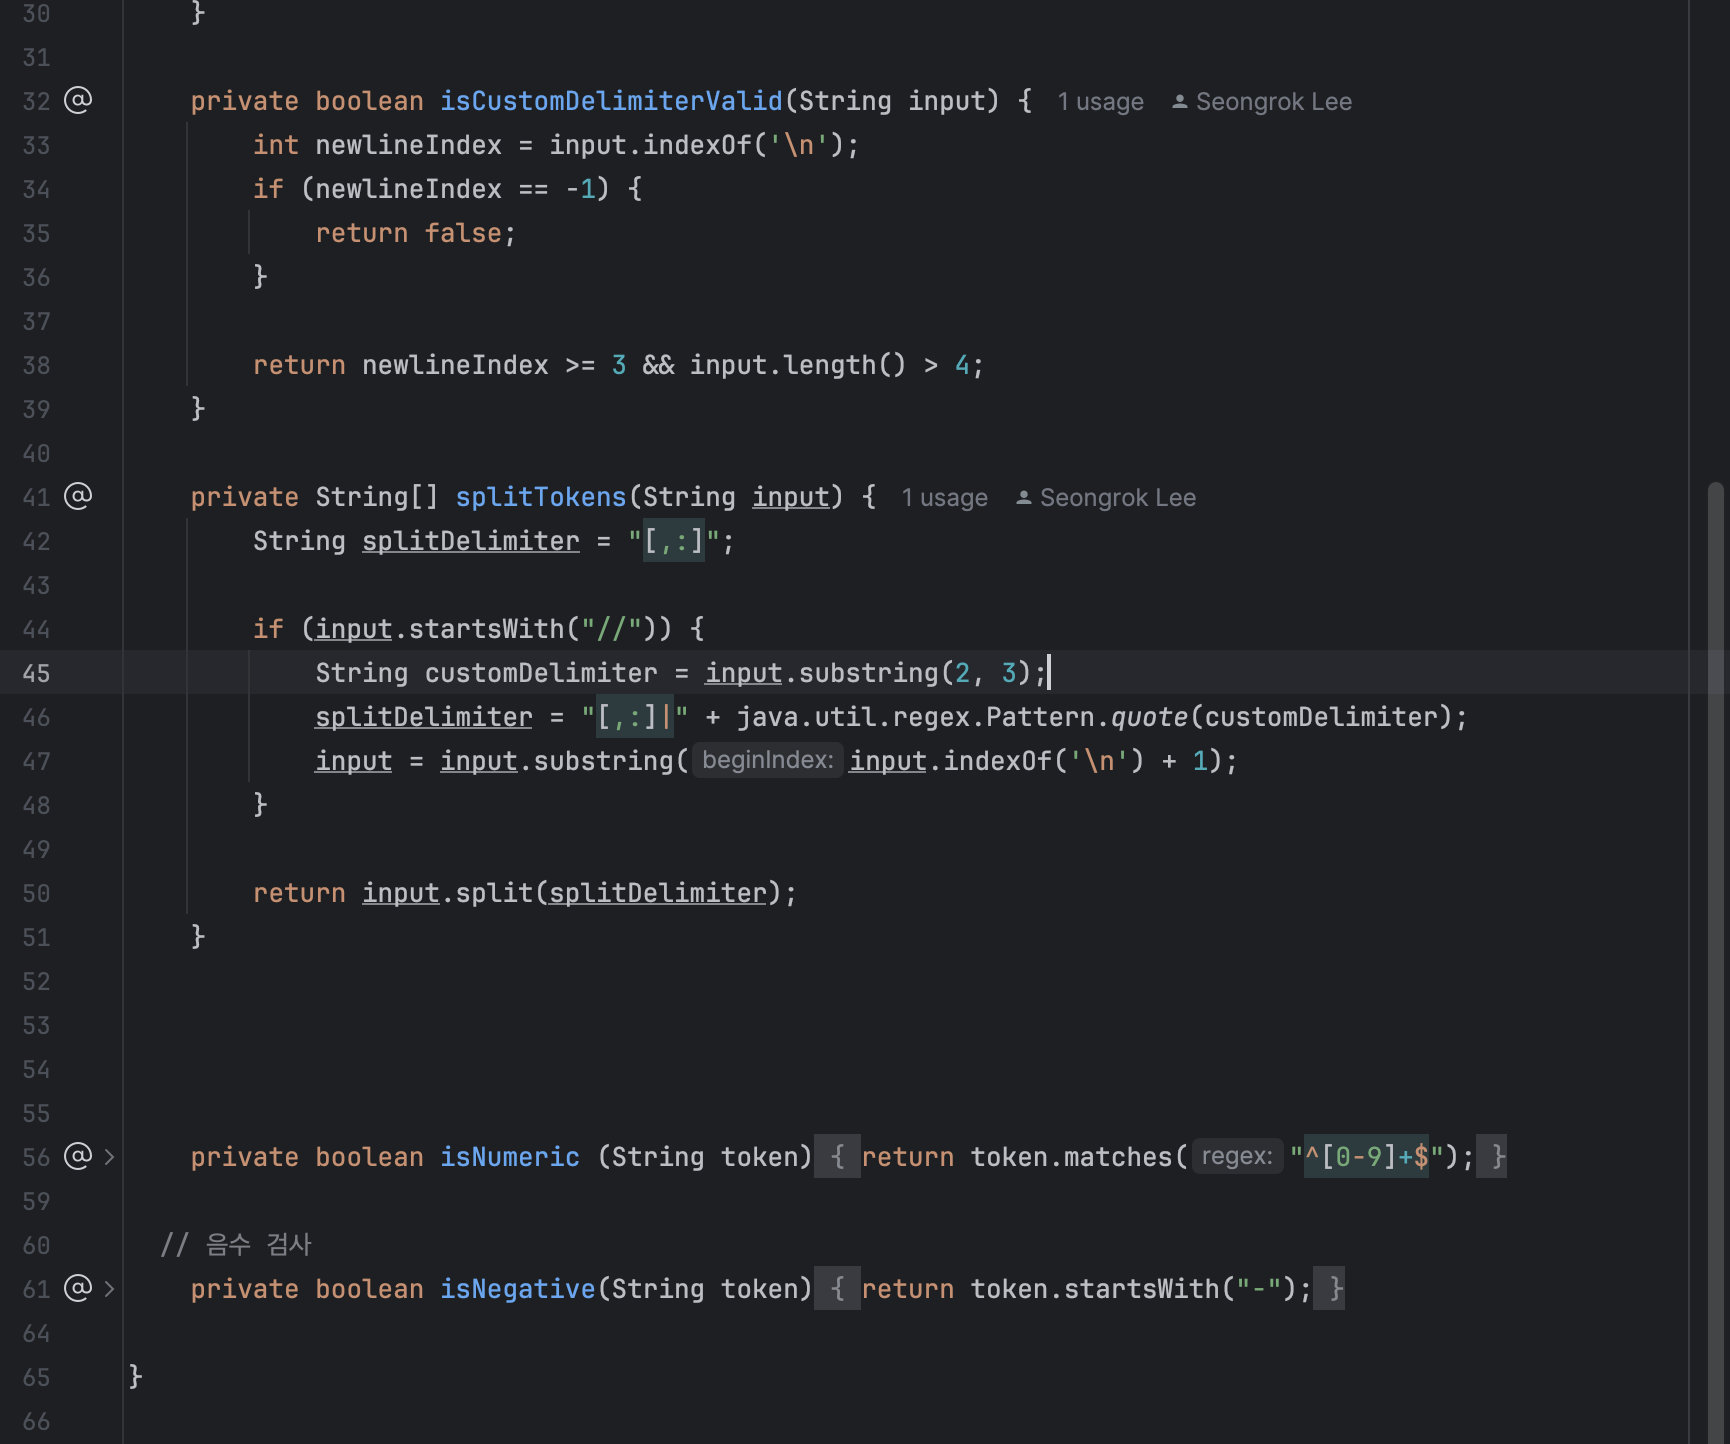 30 }
31
32 private boolean isCustomDelimiterValid(String input) { 1 usage Seongrok Lee
33 int newlineIndex = input.indexOf('\n');
34 if (newlineIndex == -1) {
35 return false;
36 }
37
38 return newlineIndex >= 3 && input.length() > 4;
39 }
40
41 private String[] splitTokens(String input) { 1 usage Seongrok Lee
42 String splitDelimiter = "[,:]";
43
44 if (input.startsWith("//")) {
45 String customDelimiter = input.substring(2, 3);
46 splitDelimiter = "[,:]|" + java.util.regex.Pattern.quote(customDelimiter);
47 input = input.substring( beginIndex: input.indexOf('\n') + 1);
48 }
49
50 return input.split(splitDelimiter);
51 }
52
53
54
55
56 private boolean isNumeric (String token) { return token.matches( regex: "^[0-9]+$"); }
59
60 // 음수 검사
61 private boolean isNegative(String token) { return token.startsWith("-"); }
64
65 }
66